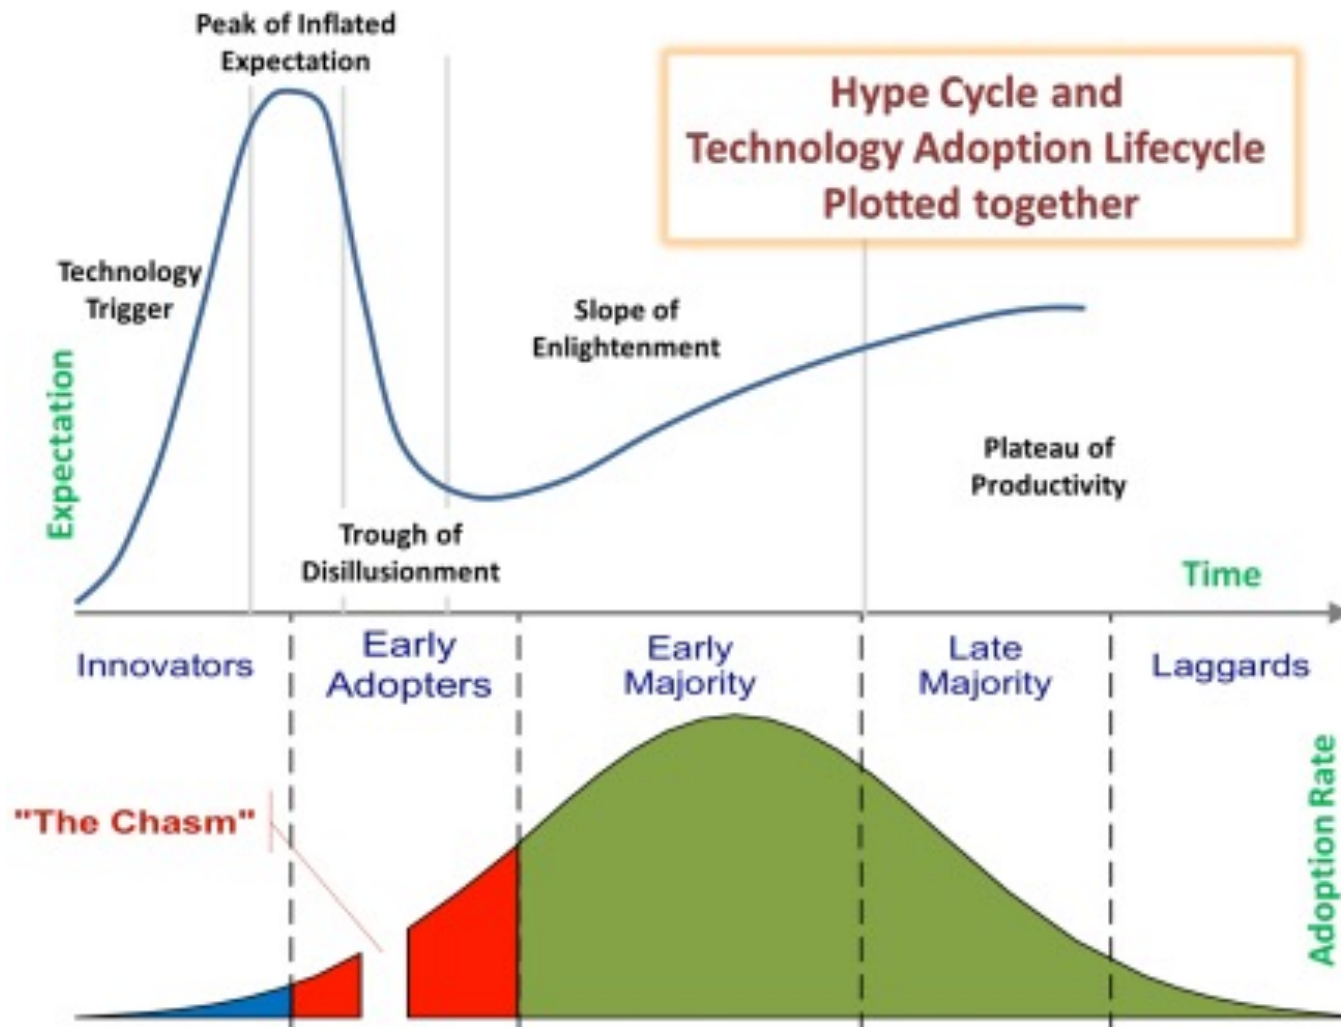 Peak of Inflated
Expectation
Hype Cycle and
Technology Adoption Lifecycle
Plotted together
Technology
Trigger
Slope of
Enlightenment
Expectation
Plateau of
Productivity
Trough of
Disillusionment
Time
Innovators
Early
Adopters
Early
Majority
Late
Majority
Laggards
"The Chasm"
Adoption Rate